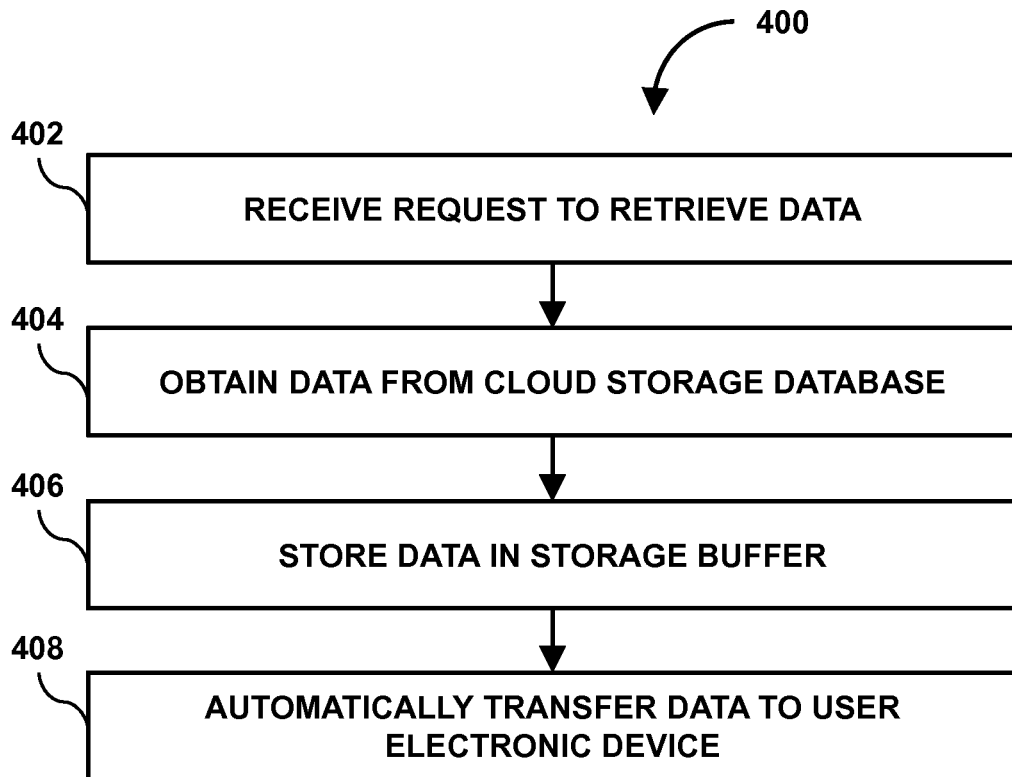 400
402
RECEIVE REQUEST TO RETRIEVE DATA
404
OBTAIN DATA FROM CLOUD STORAGE DATABASE
406
STORE DATA IN STORAGE BUFFER
408
AUTOMATICALLY TRANSFER DATA TO USER
ELECTRONIC DEVICE